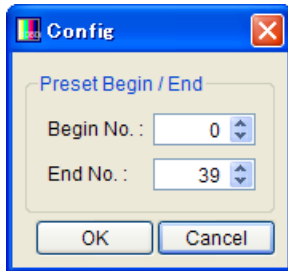 Config
Preset Begin / End
Begin No. : 0
End No. : 39
OK Cancel